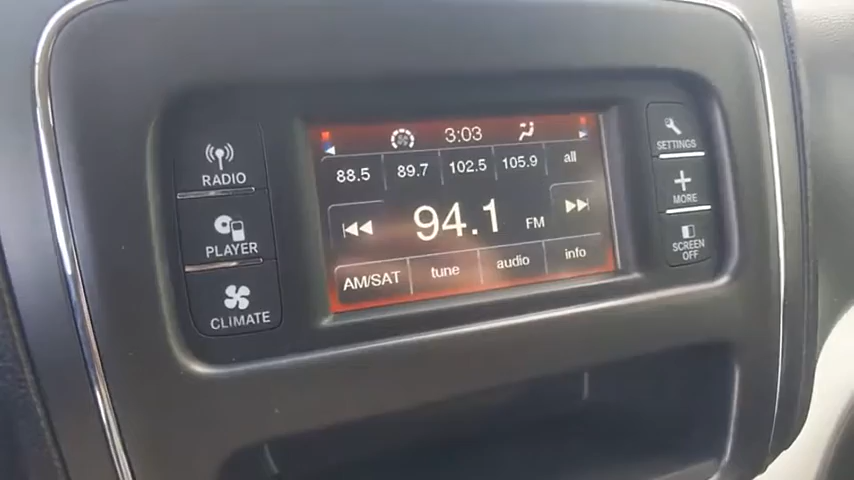 RADIO
PLAYER
CLIMATE
3:03
88.5 89.7 102.5 105.9 all
94.1 FM
AM/SAT tune audio info
SETTINGS
MORE
SCREEN
OFF